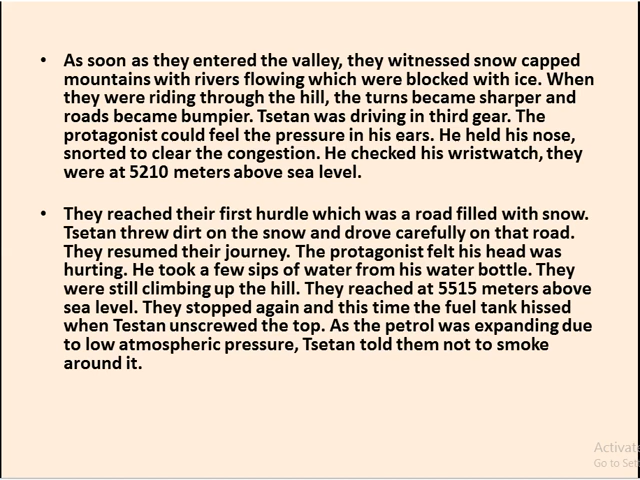 • As soon as they entered the valley, they witnessed snow capped
mountains with rivers flowing which were blocked with ice. When
they were riding through the hill, the turns became sharper and
roads became bumpier. Tsetan was driving in third gear. The
protagonist could feel the pressure in his ears. He held his nose,
snorted to clear the congestion. He checked his wristwatch, they
were at 5210 meters above sea level.
• They reached their first hurdle which was a road filled with snow.
Tsetan threw dirt on the snow and drove carefully on that road.
They resumed their journey. The protagonist felt his head was
hurting. He took a few sips of water from his water bottle. They
were still climbing up the hill. They reached at 5515 meters above
sea level. They stopped again and this time the fuel tank hissed
when Testan unscrewed the top. As the petrol was expanding due
to low atmospheric pressure, Tsetan told them not to smoke
around it.
Activat
Go to Set